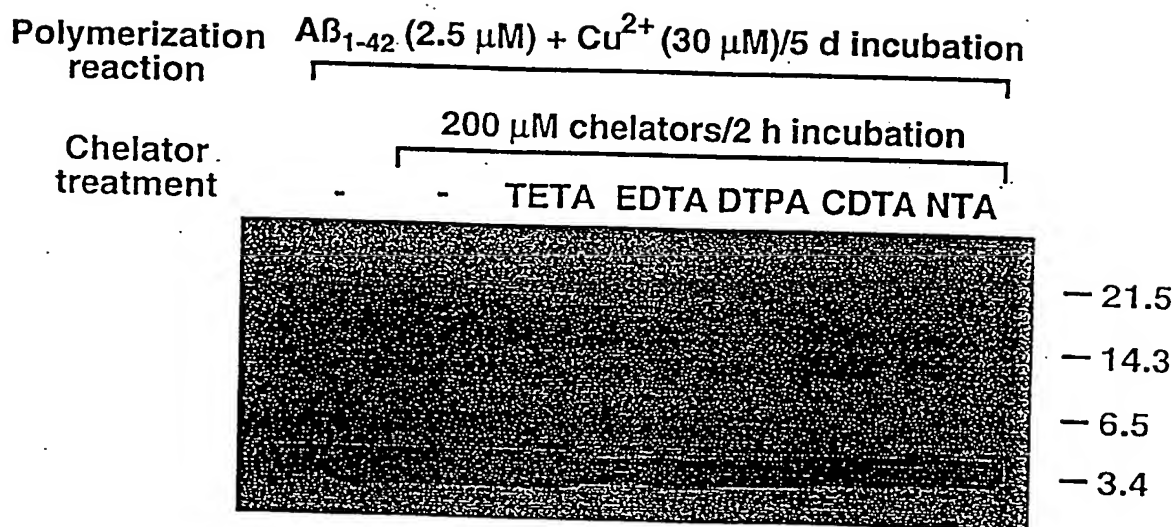 Polymerization reaction
Aß1-42 (2.5 µM) + Cu2+ (30 µM)/5 d incubation
200 µM chelators/2 h incubation
Chelator treatment
- - TETA EDTA DTPA CDTA NTA
— 21.5
— 14.3
— 6.5
— 3.4